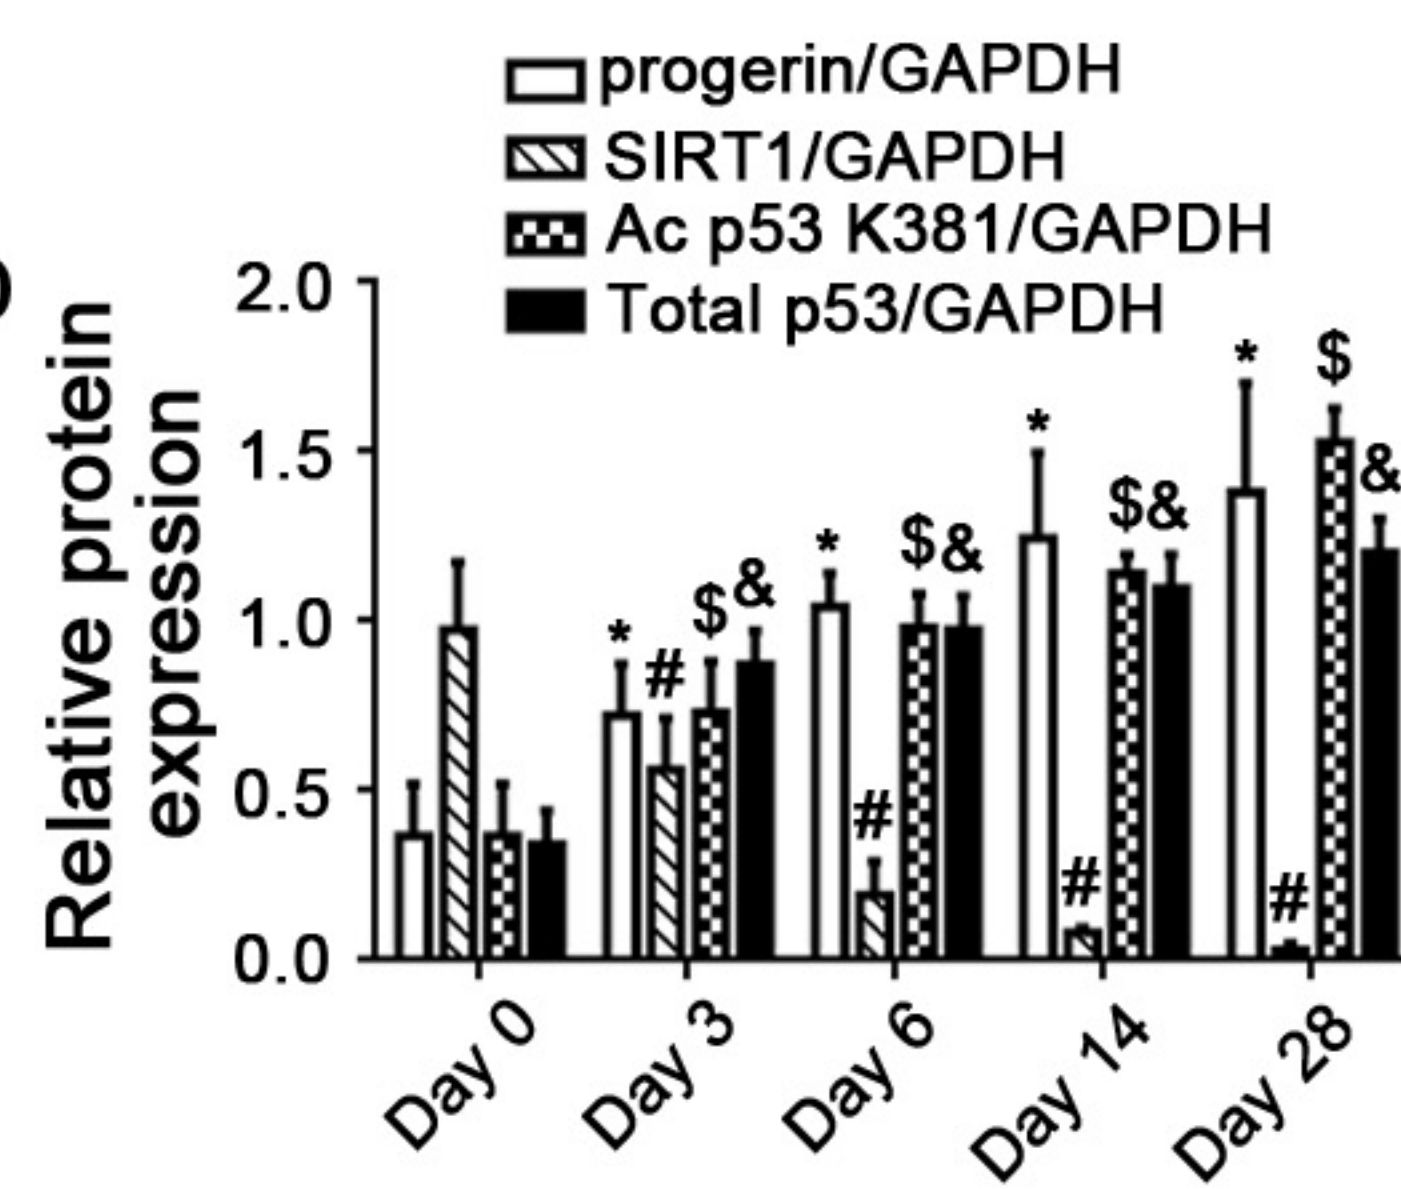 progerin/GAPDH
SIRT1/GAPDH
Ac p53 K381/GAPDH
Total p53/GAPDH
Relative protein
expression
2.0
1.5
1.0
0.5
0.0
* # $ &
* # $ &
* # $ &
* # $ &
Day 0
Day 3
Day 6
Day 14
Day 28